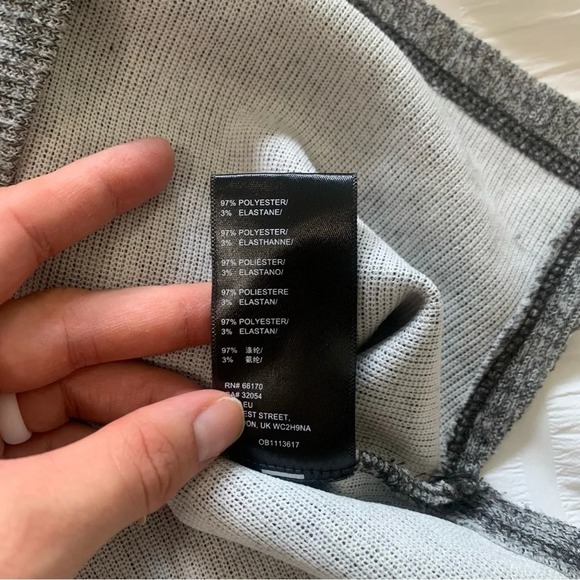 97% POLYESTER/
3% ELASTANE/
97% POLYESTER/
3% ÉLASTHANNE/
97% POLIÉSTER/
3% ELASTANO/
97% POLIESTERE
3% ELASTAN/
97% POLYESTER/
3% ELASTAN/
97% 涤纶/
3% 氨纶/
RN# 66170
CA# 32054
EU
EST STREET,
ON, UK WC2H9NA
OB1113617